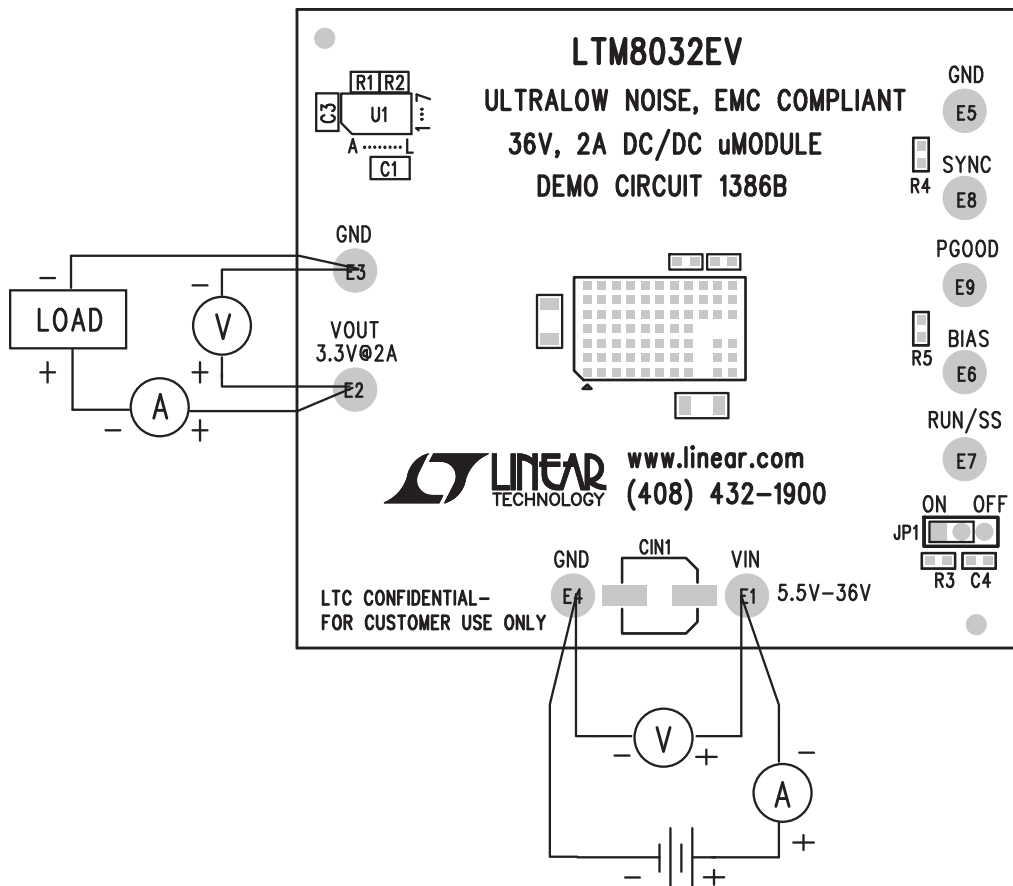 LTM8032EV
ULTRALOW NOISE, EMC COMPLIANT
36V, 2A DC/DC uMODULE
DEMO CIRCUIT 1386B
R1 R2
C3
U1
1...7
A ........ L
C1
GND
E5
R4
SYNC
E8
PGOOD
E9
R5
BIAS
E6
RUN/SS
E7
ON OFF
JP1
R3 C4
GND
E3
-
-
LOAD
V
VOUT
3.3V@2A
+
+
E2
-
A
+
LINEAR
TECHNOLOGY
www.linear.com
(408) 432-1900
GND
CIN1
VIN
E4
E1
5.5V-36V
LTC CONFIDENTIAL-
FOR CUSTOMER USE ONLY
-
V
+
-
A
+
-
+